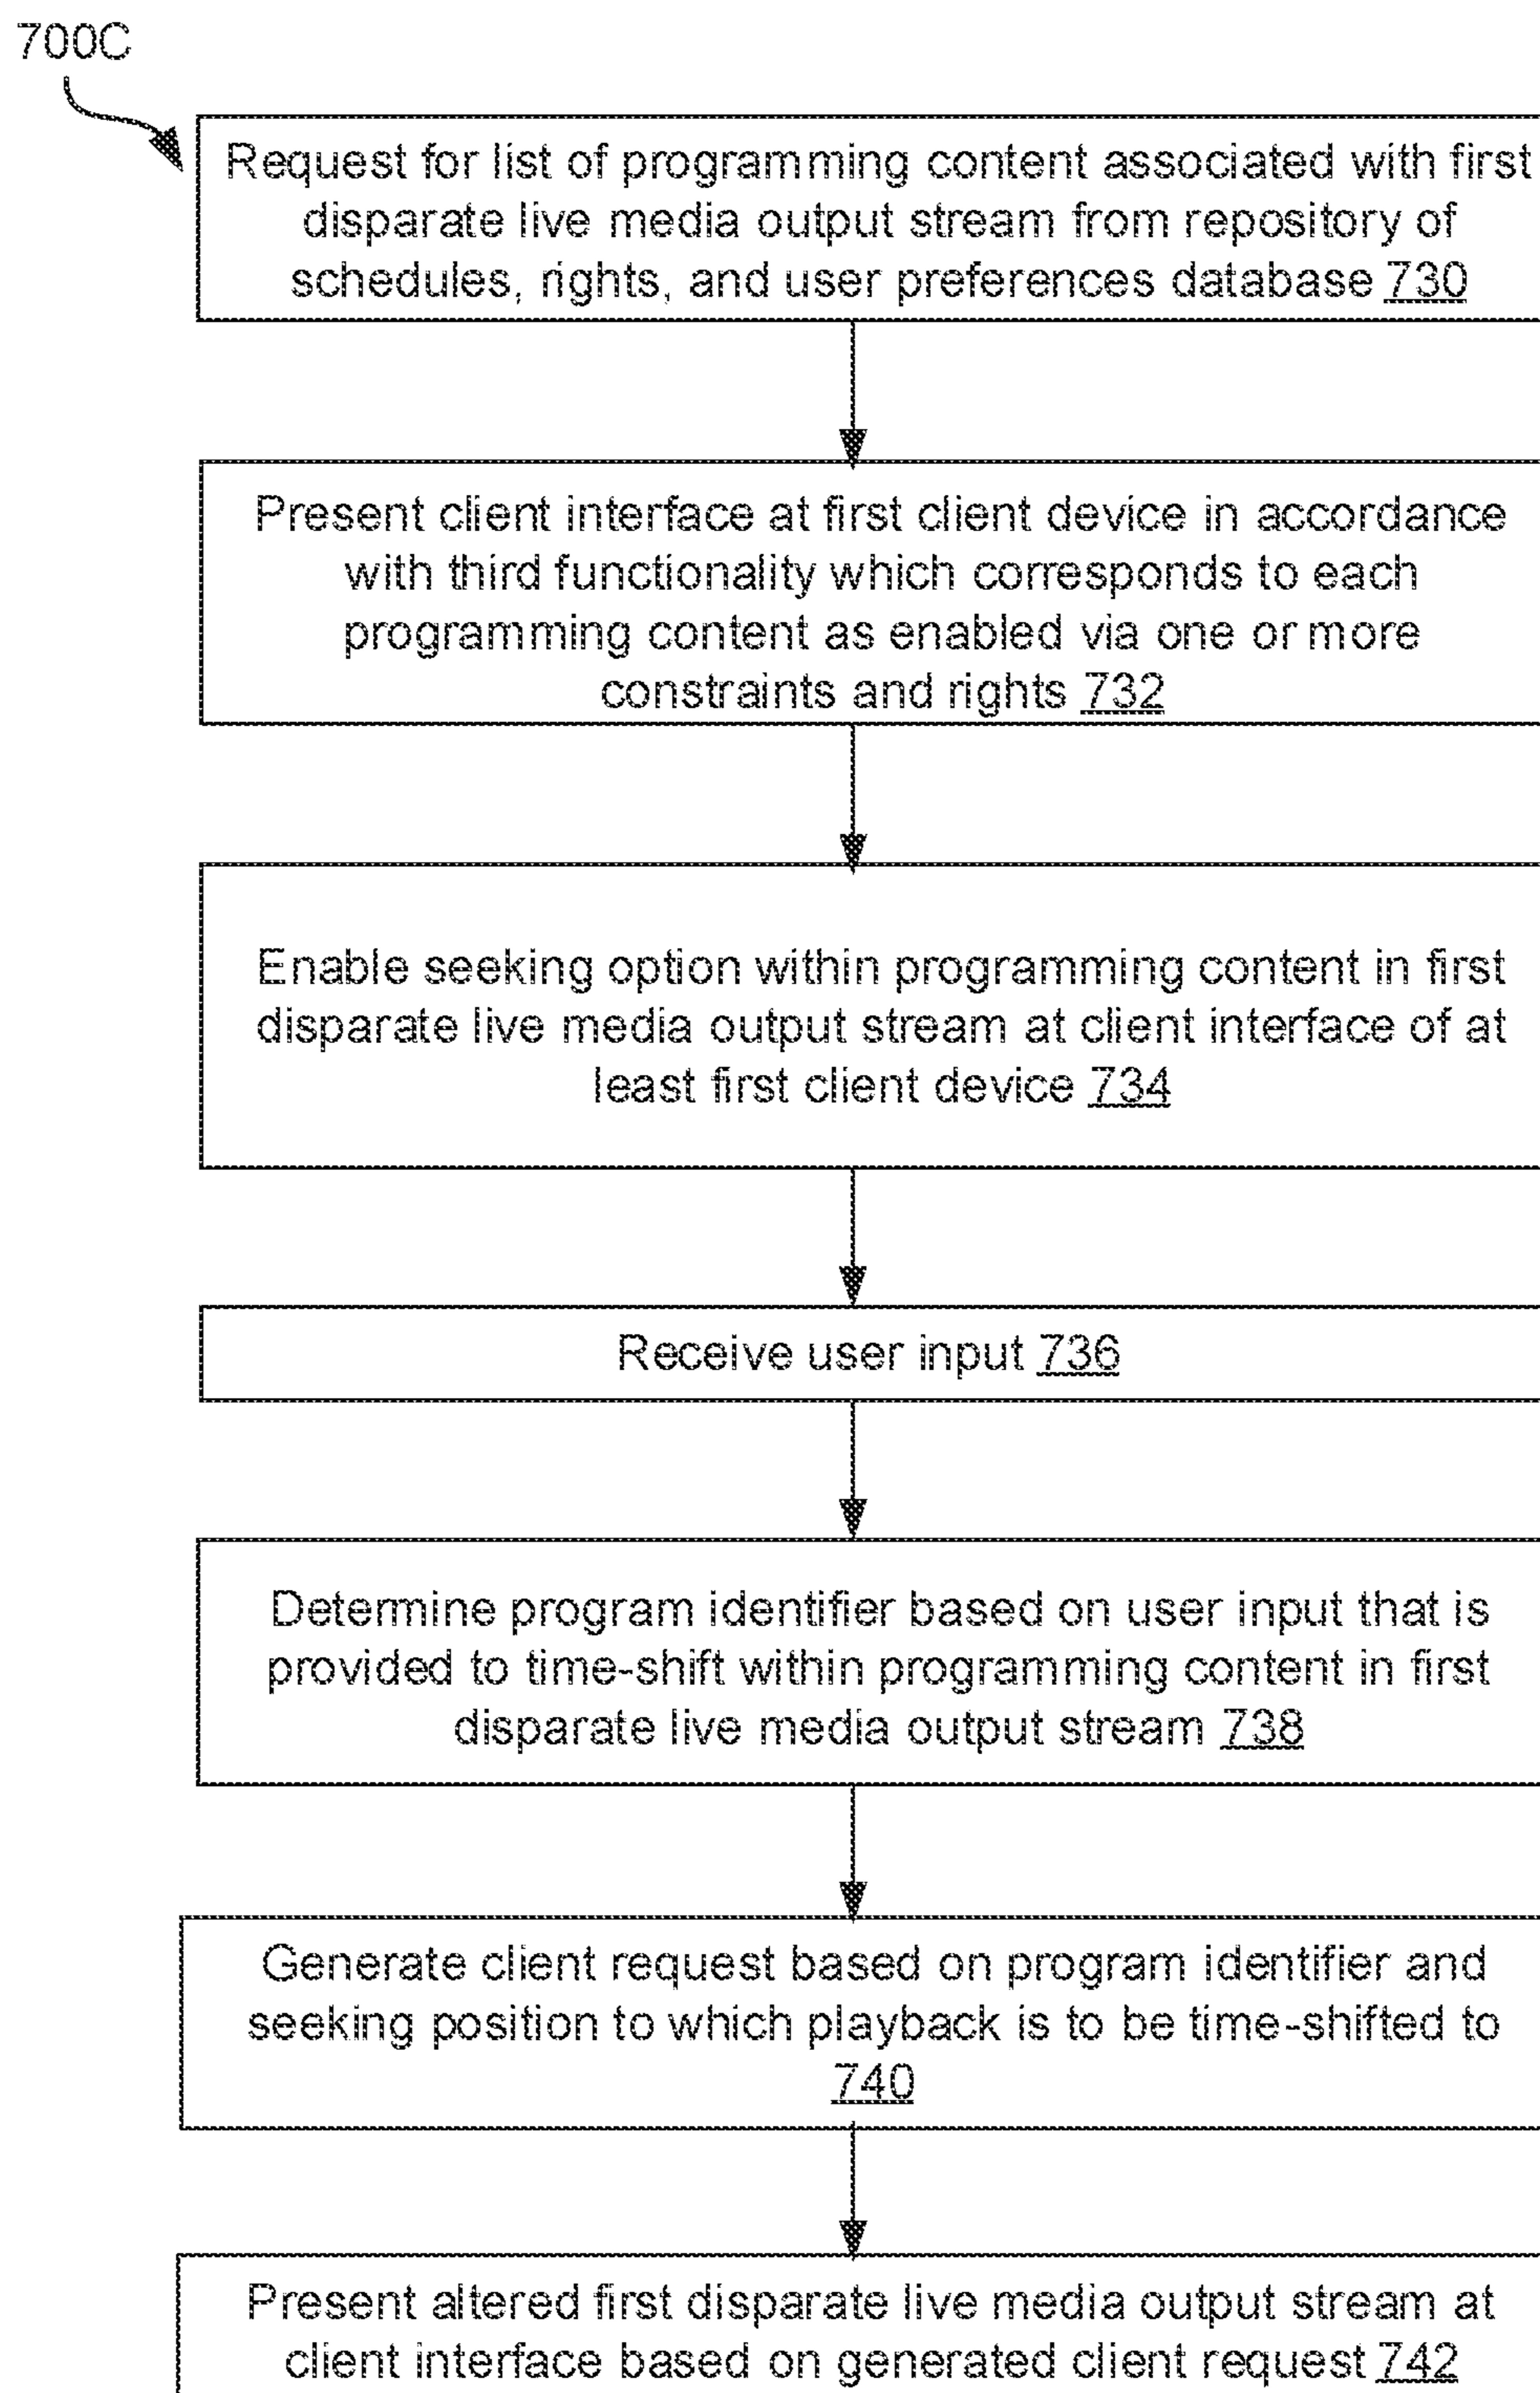 700C
Request for list of programming content associated with first
disparate live media output stream from repository of
schedules, rights, and user preferences database 730
Present client interface at first client device in accordance
with third functionality which corresponds to each
programming content as enabled via one or more
constraints and rights 732
Enable seeking option within programming content in first
disparate live media output stream at client interface of at
least first client device 734
Receive user input 736
Determine program identifier based on user input that is
provided to time-shift within programming content in first
disparate live media output stream 738
Generate client request based on program identifier and
seeking position to which playback is to be time-shifted to
740
Present altered first disparate live media output stream at
client interface based on generated client request 742